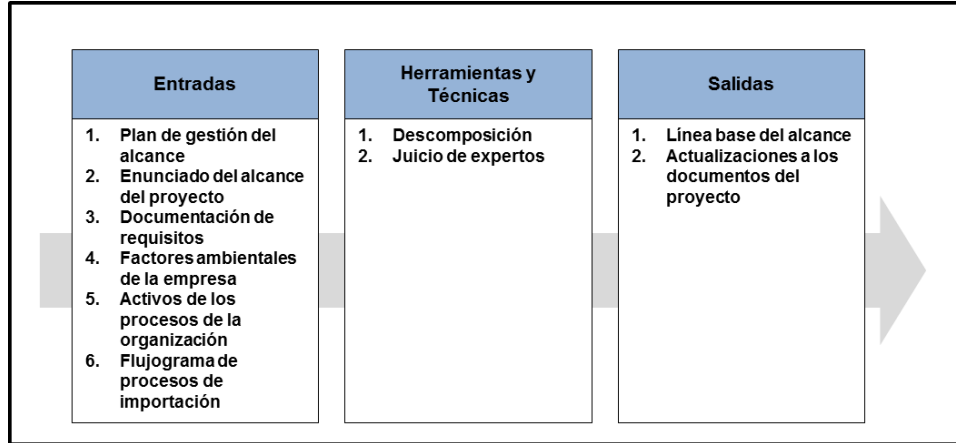 Entradas
1. Plan de gestión del
alcance
2. Enunciado del alcance
del proyecto
3. Documentación de
requisitos
4. Factores ambientales
de la empresa
5. Activos de los
procesos de la
organización
6. Flujograma de
procesos de
importación
Herramientas y
Técnicas
1. Descomposición
2. Juicio de expertos
Salidas
1. Línea base del alcance
2. Actualizaciones a los
documentos del
proyecto